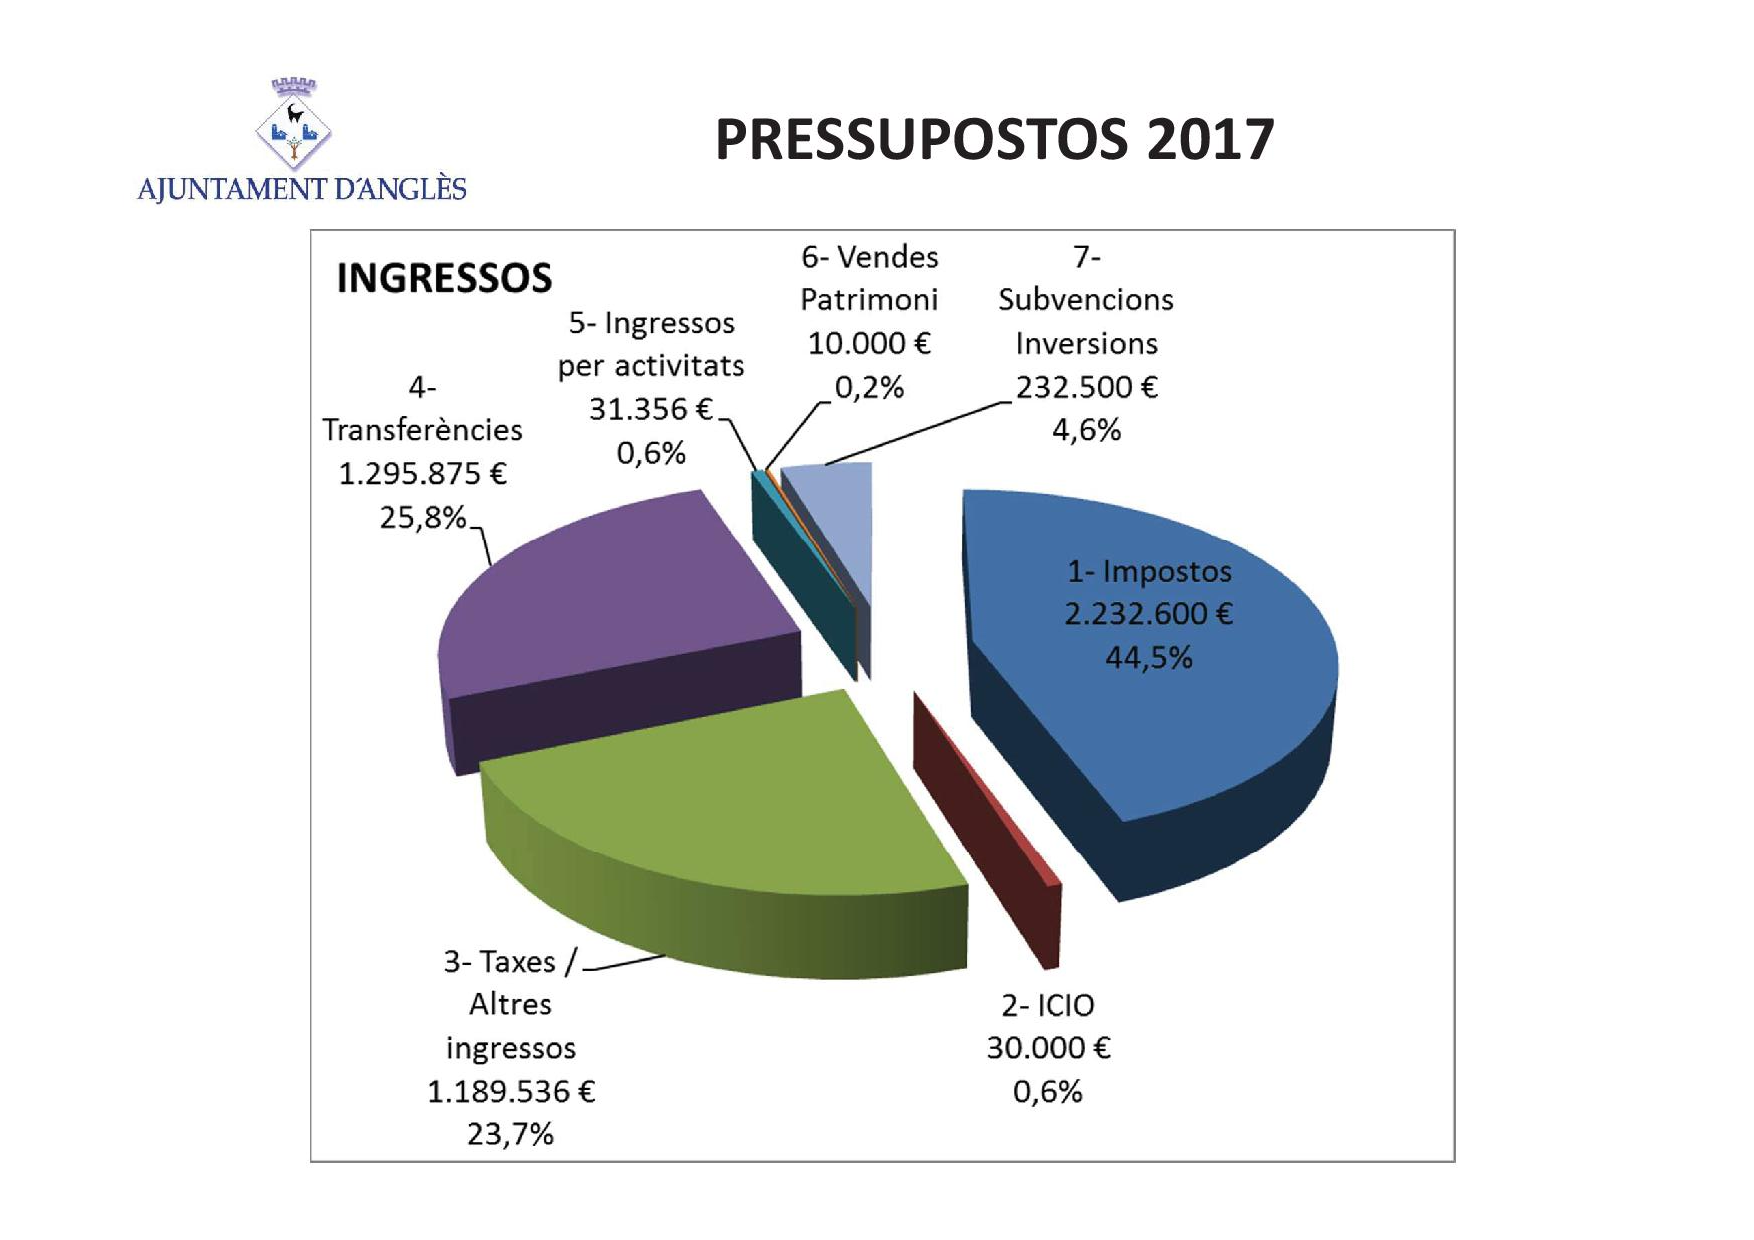 AJUNTAMENT D´ANGLÈS
PRESSUPOSTOS 2017
INGRESSOS
4-
Transferències
1.295.875 €
25,8%
5- Ingressos
per activitats
31.356 €
0,6%
6- Vendes
Patrimoni
10.000 €
0,2%
7-
Subvencions
Inversions
232.500 €
4,6%
1- Impostos
2.232.600 €
44,5%
3- Taxes /
Altres
ingressos
1.189.536 €
23,7%
2- ICIO
30.000 €
0,6%